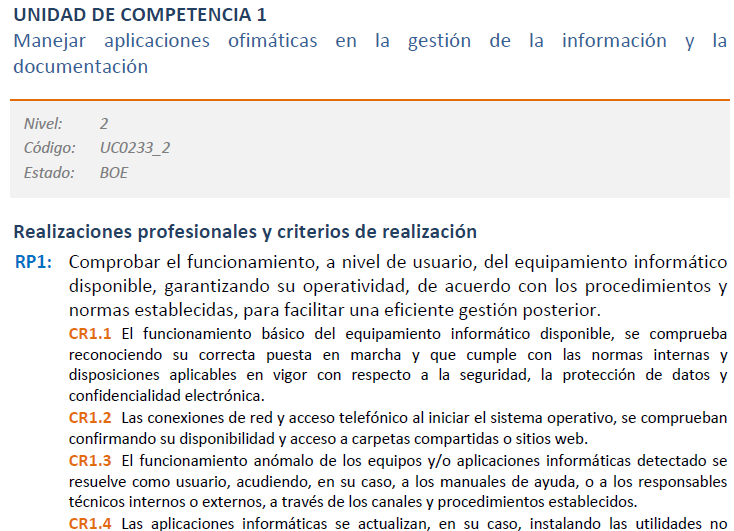 UNIDAD DE COMPETENCIA 1
Manejar aplicaciones ofimáticas en la gestión de la información y la
documentación
Nivel: 2
Código: UC0233_2
Estado: BOE
Realizaciones profesionales y criterios de realización
RP1: Comprobar el funcionamiento, a nivel de usuario, del equipamiento informático
disponible, garantizando su operatividad, de acuerdo con los procedimientos y
normas establecidas, para facilitar una eficiente gestión posterior.
CR1.1 El funcionamiento básico del equipamiento informático disponible, se comprueba
reconociendo su correcta puesta en marcha y que cumple con las normas internas y
disposiciones aplicables en vigor con respecto a la seguridad, la protección de datos y
confidencialidad electrónica.
CR1.2 Las conexiones de red y acceso telefónico al iniciar el sistema operativo, se comprueban
confirmando su disponibilidad y acceso a carpetas compartidas o sitios web.
CR1.3 El funcionamiento anómalo de los equipos y/o aplicaciones informáticas detectado se
resuelve como usuario, acudiendo, en su caso, a los manuales de ayuda, o a los responsables
técnicos internos o externos, a través de los canales y procedimientos establecidos.
CR1.4 Las aplicaciones informáticas se actualizan, en su caso, instalando las utilidades no